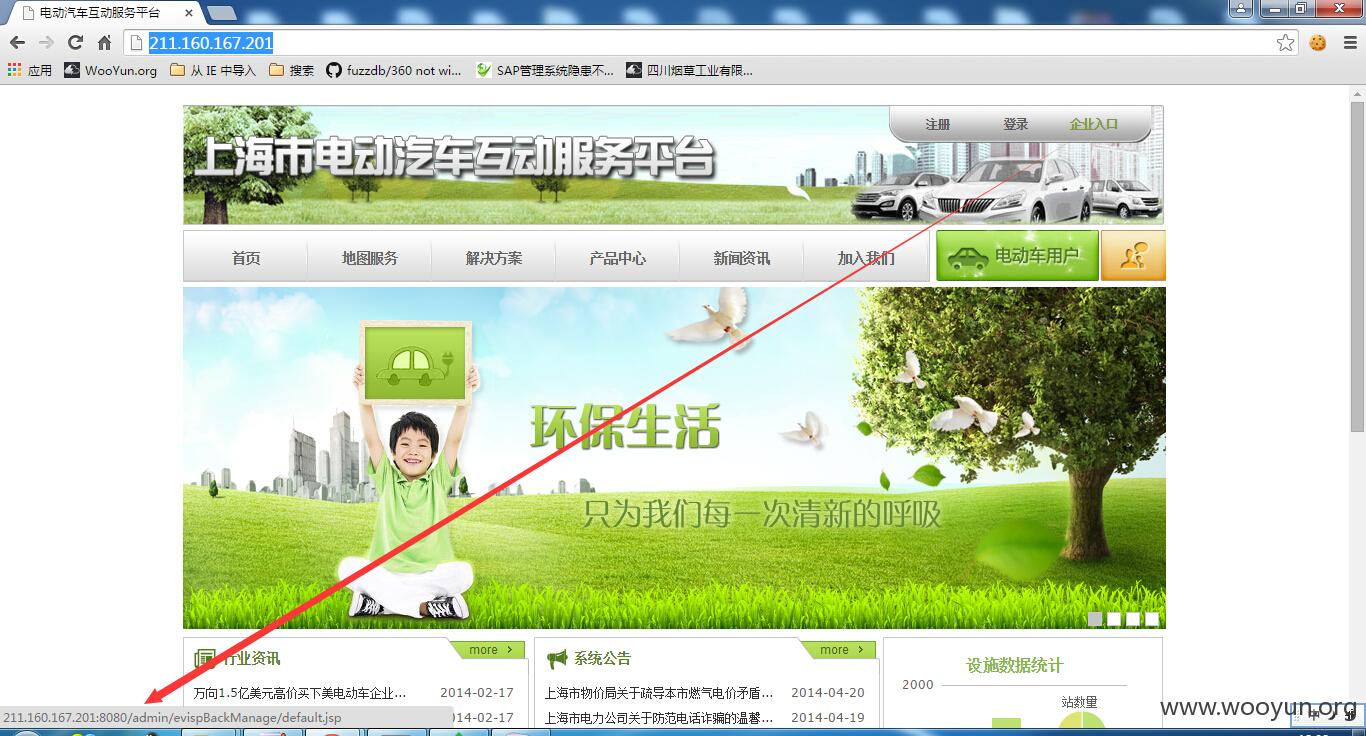 电动汽车互动服务平台
211.160.167.201
应用 WooYun.org 从 IE 中导入 搜索 fuzzdb/360 not wi... SAP管理系统隐患不... 四川烟草工业有限...
注册 登录 企业入口
上海市电动汽车互动服务平台
首页 地图服务 解决方案 产品中心 新闻资讯 加入我们 电动车用户
环保生活
只为我们每一次清新的呼吸
行业资讯 more
万向1.5亿美元高价买下美电动车企业... 2014-02-17
2014-02-17
系统公告 more
上海市物价局关于疏导本市燃气电价矛盾... 2014-04-20
上海市电力公司关于防范电话诈骗的温馨... 2014-04-19
设施数据统计
2000
站数量
211.160.167.201:8080/admin/evispBackManage/default.jsp
www.wooyun.org
中